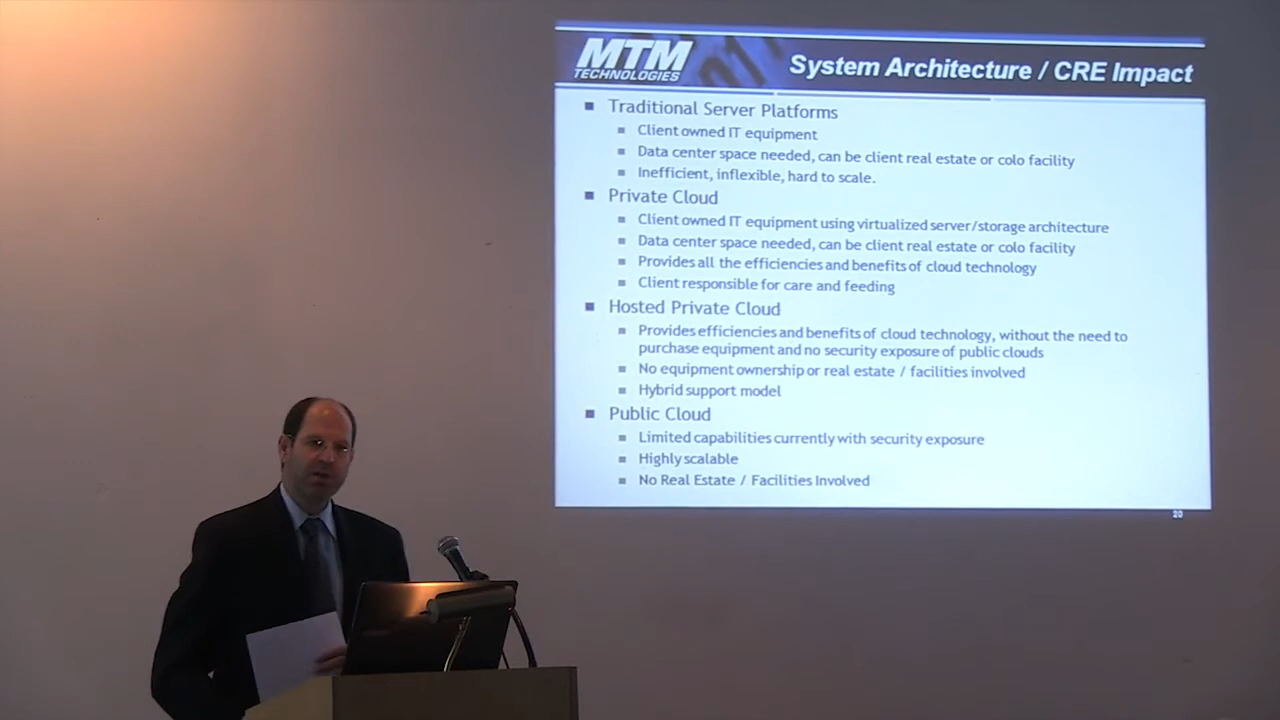 MTM
TECHNOLOGIES
System Architecture / CRE Impact
Traditional Server Platforms
Client owned IT equipment
Data center space needed, can be client real estate or colo facility
Inefficient, inflexible, hard to scale.
Private Cloud
Client owned IT equipment using virtualized server/storage architecture
Data center space needed, can be client real estate or colo facility
Provides all the efficiencies and benefits of cloud technology
Client responsible for care and feeding
Hosted Private Cloud
Provides efficiencies and benefits of cloud technology, without the need to
purchase equipment and no security exposure of public clouds
No equipment ownership or real estate / facilities involved
Hybrid support model
Public Cloud
Limited capabilities currently with security exposure
Highly scalable
No Real Estate / Facilities Involved
20